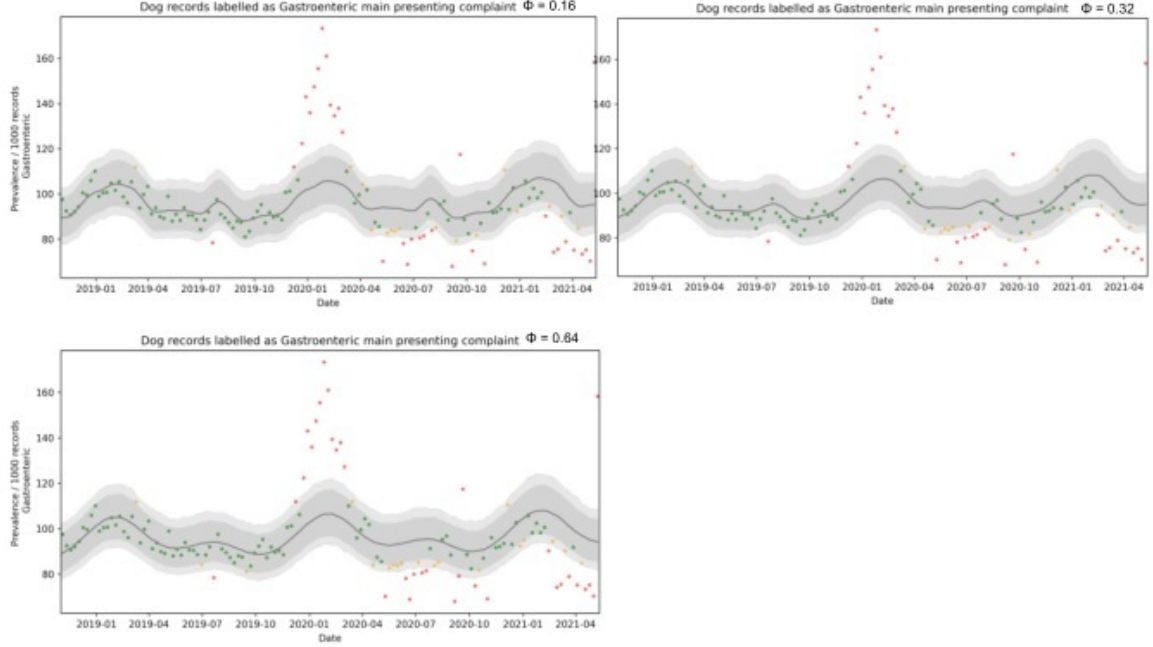 Dog records labelled as Gastroenteric main presenting complaint Φ = 0.16
Prevalence / 1000 records
Gastroenteric
160
140
120
100
80
2019-01 2019-04 2019-07 2019-10 2020-01 2020-04 2020-07 2020-10 2021-01 2021-04
Date
Dog records labelled as Gastroenteric main presenting complaint Φ = 0.32
160
140
120
100
80
2019-01 2019-04 2019-07 2019-10 2020-01 2020-04 2020-07 2020-10 2021-01 2021-04
Date
Dog records labelled as Gastroenteric main presenting complaint Φ = 0.64
Prevalence / 1000 records
Gastroenteric
160
140
120
100
80
2019-01 2019-04 2019-07 2019-10 2020-01 2020-04 2020-07 2020-10 2021-01 2021-04
Date